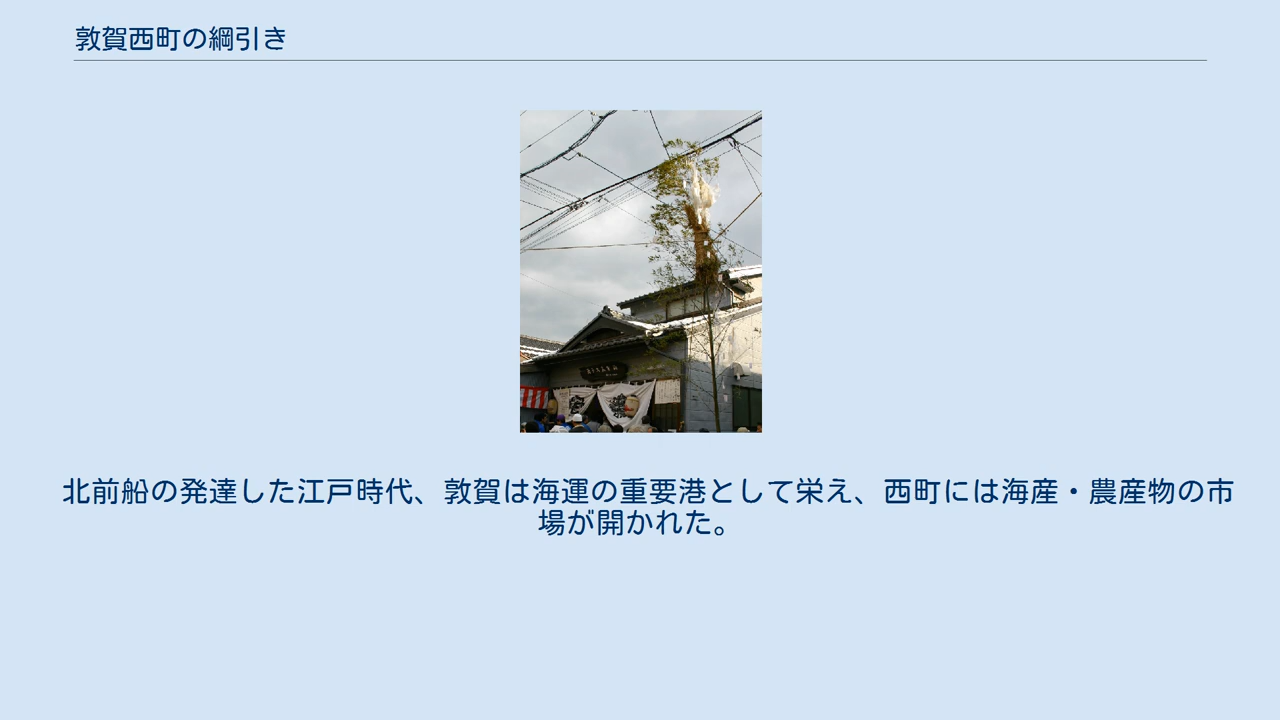 敦賀西町の綱引き
北前船の発達した江戸時代、敦賀は海運の重要港として栄え、西町には海産・農産物の市
場が開かれた。